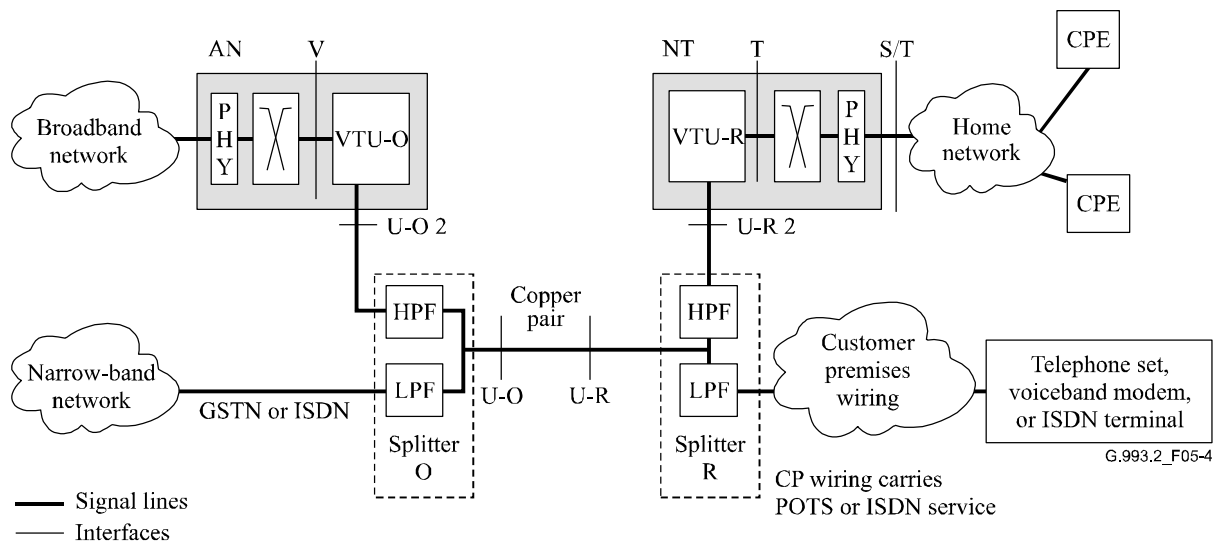 AN
V
NT
T
S/T
CPE
Broadband
network
P
H
Y
VTU-O
VTU-R
P
H
Y
Home
network
CPE
U-O 2
U-R 2
HPF
Copper
pair
HPF
Narrow-band
network
GSTN or ISDN
LPF
U-O
U-R
LPF
Customer
premises
wiring
Telephone set,
voiceband modem,
or ISDN terminal
G.993.2_F05-4
Splitter
O
Splitter
R
CP wiring carries
POTS or ISDN service
Signal lines
Interfaces